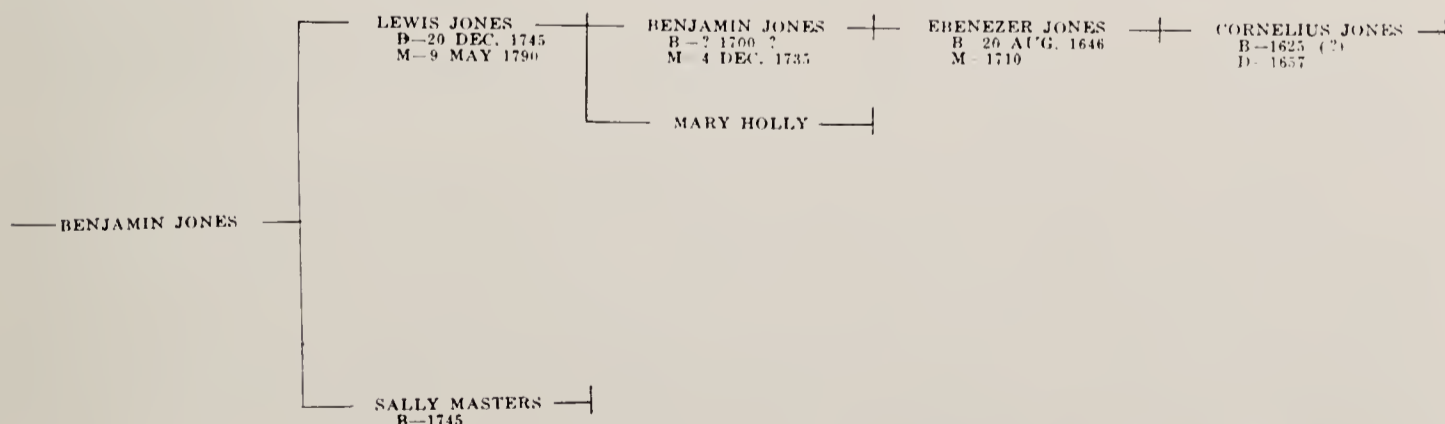 LEWIS JONES
D—20 DEC. 1745
M—9 MAY 1790
BENJAMIN JONES
B—? 1700 ?
M 4 DEC. 1735
EBENEZER JONES
B 20 AUG. 1646
M 1710
CORNELIUS JONES
B—1625 (?)
D- 1657
MARY HOLLY
BENJAMIN JONES
SALLY MASTERS
B—1745